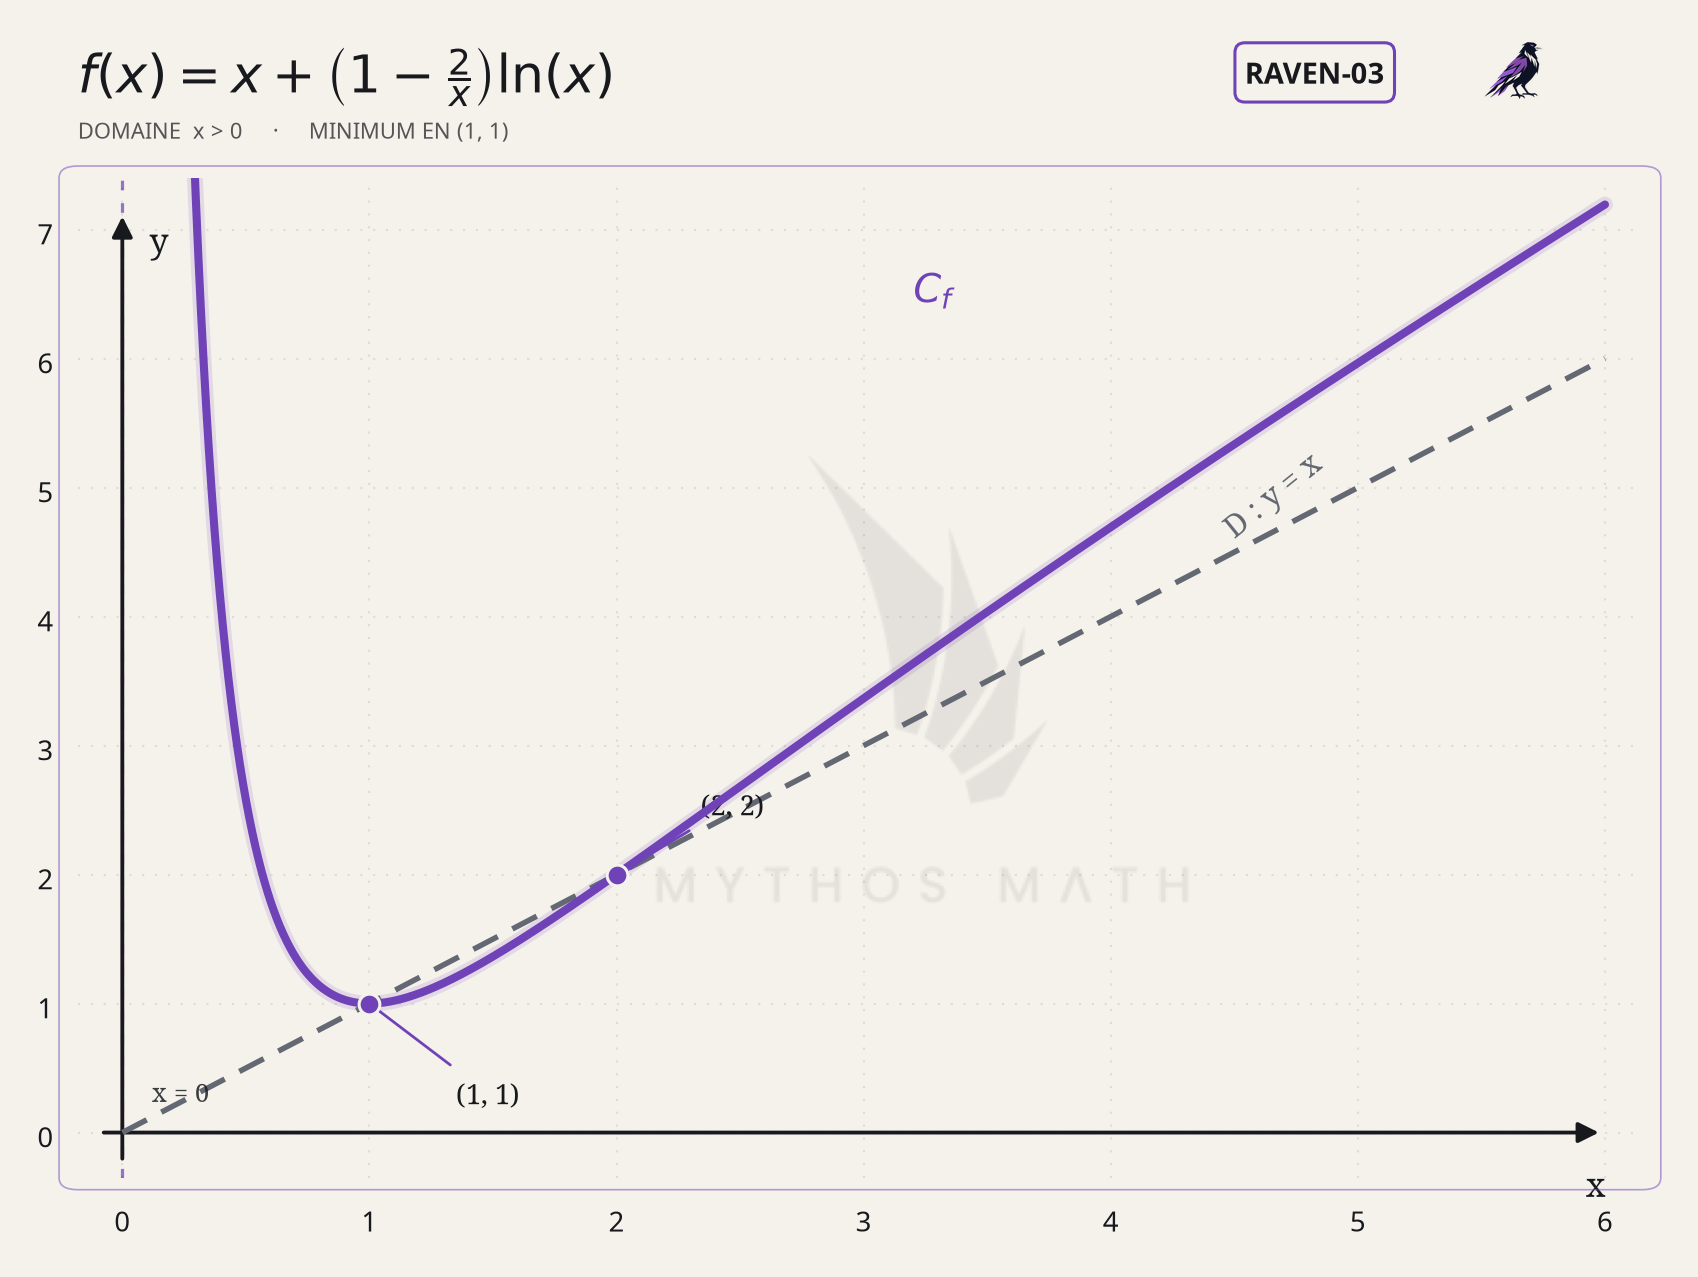 f(x) = x + (1 − 2/x)ln(x)
RAVEN-03
DOMAINE x > 0 · MINIMUM EN (1, 1)
y
7
6
5
4
3
2
1
0
C_f
D : y = x
(2, 2)
MYTHOS MΛTH
x = 0
(1, 1)
x
0 1 2 3 4 5 6